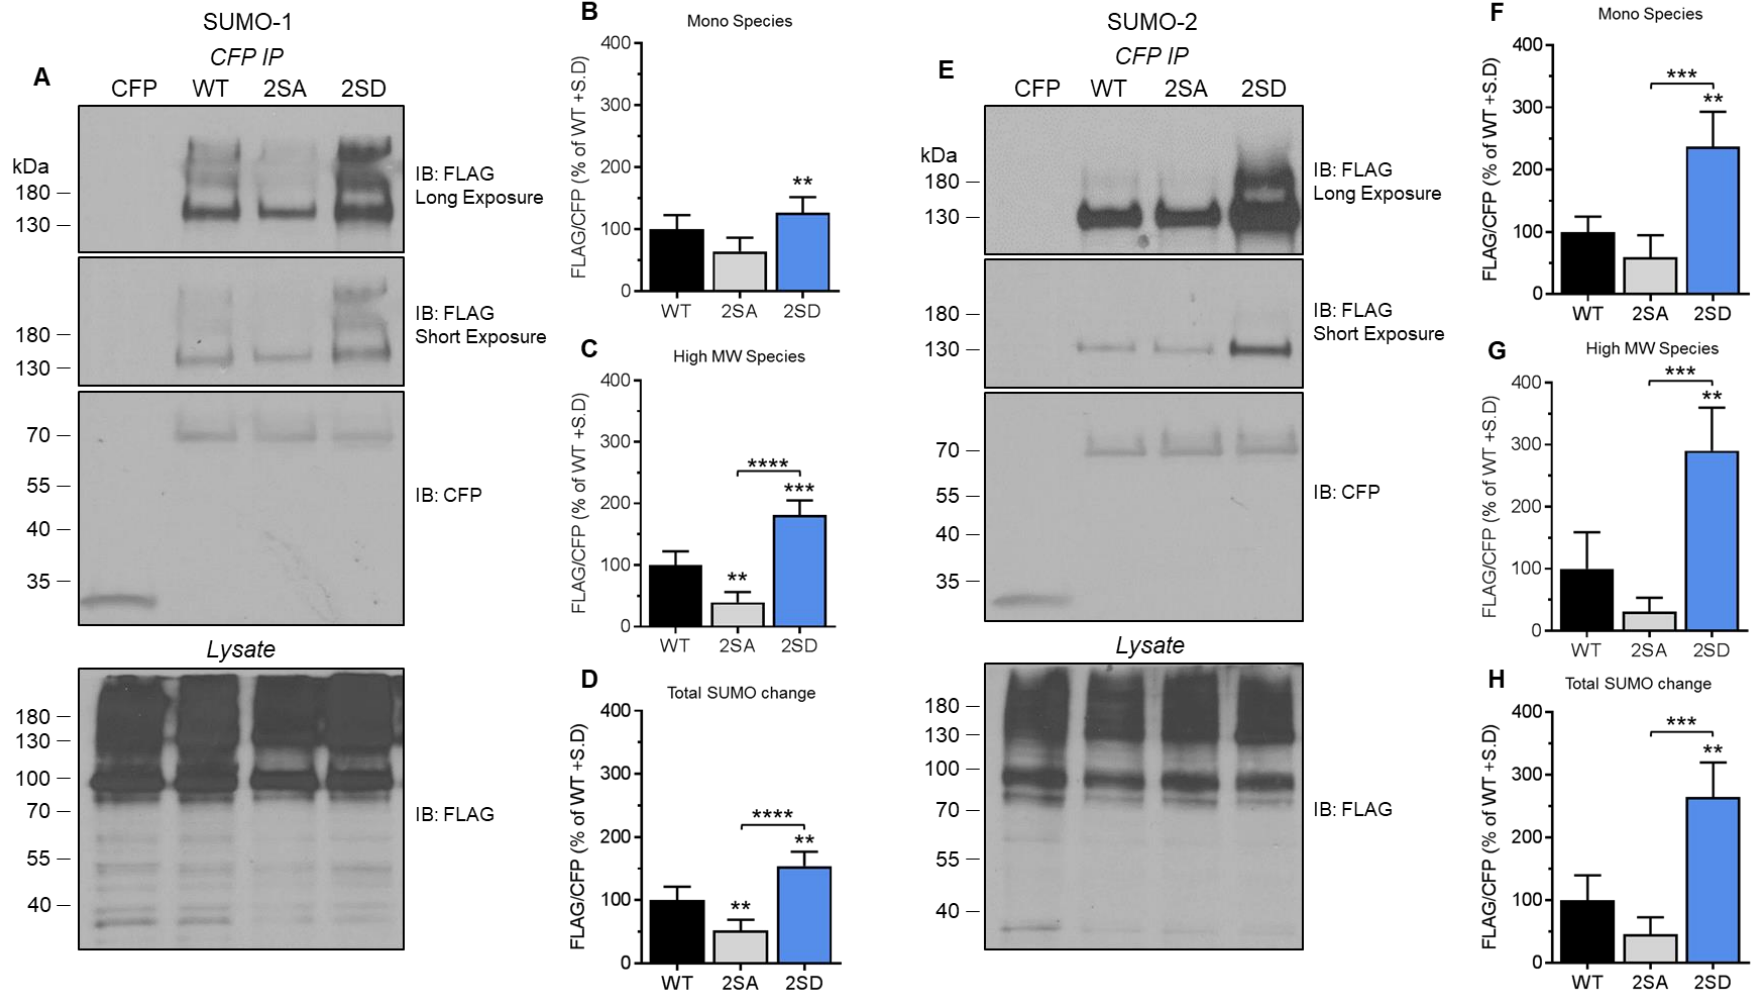 SUMO-1
CFP IP
A
CFP WT 2SA 2SD
kDa
180
130
IB: FLAG
Long Exposure
180
130
IB: FLAG
Short Exposure
70
55
40
35
IB: CFP
Lysate
180
130
100
70
55
40
IB: FLAG
B
Mono Species
FLAG/CFP (% of WT +S.D)
400
300
200
100
0
**
WT 2SA 2SD
C
High MW Species
FLAG/CFP (% of WT +S.D)
400
300
200
100
0
****
***
**
WT 2SA 2SD
D
Total SUMO change
FLAG/CFP (% of WT +S.D)
400
300
200
100
0
****
**
**
WT 2SA 2SD
SUMO-2
CFP IP
E
CFP WT 2SA 2SD
kDa
180
130
IB: FLAG
Long Exposure
180
130
IB: FLAG
Short Exposure
70
55
40
35
IB: CFP
Lysate
180
130
100
70
55
40
IB: FLAG
F
Mono Species
FLAG/CFP (% of WT +S.D)
400
300
200
100
0
***
**
WT 2SA 2SD
G
High MW Species
FLAG/CFP (% of WT +S.D)
400
300
200
100
0
***
**
WT 2SA 2SD
H
Total SUMO change
FLAG/CFP (% of WT +S.D)
400
300
200
100
0
***
**
WT 2SA 2SD